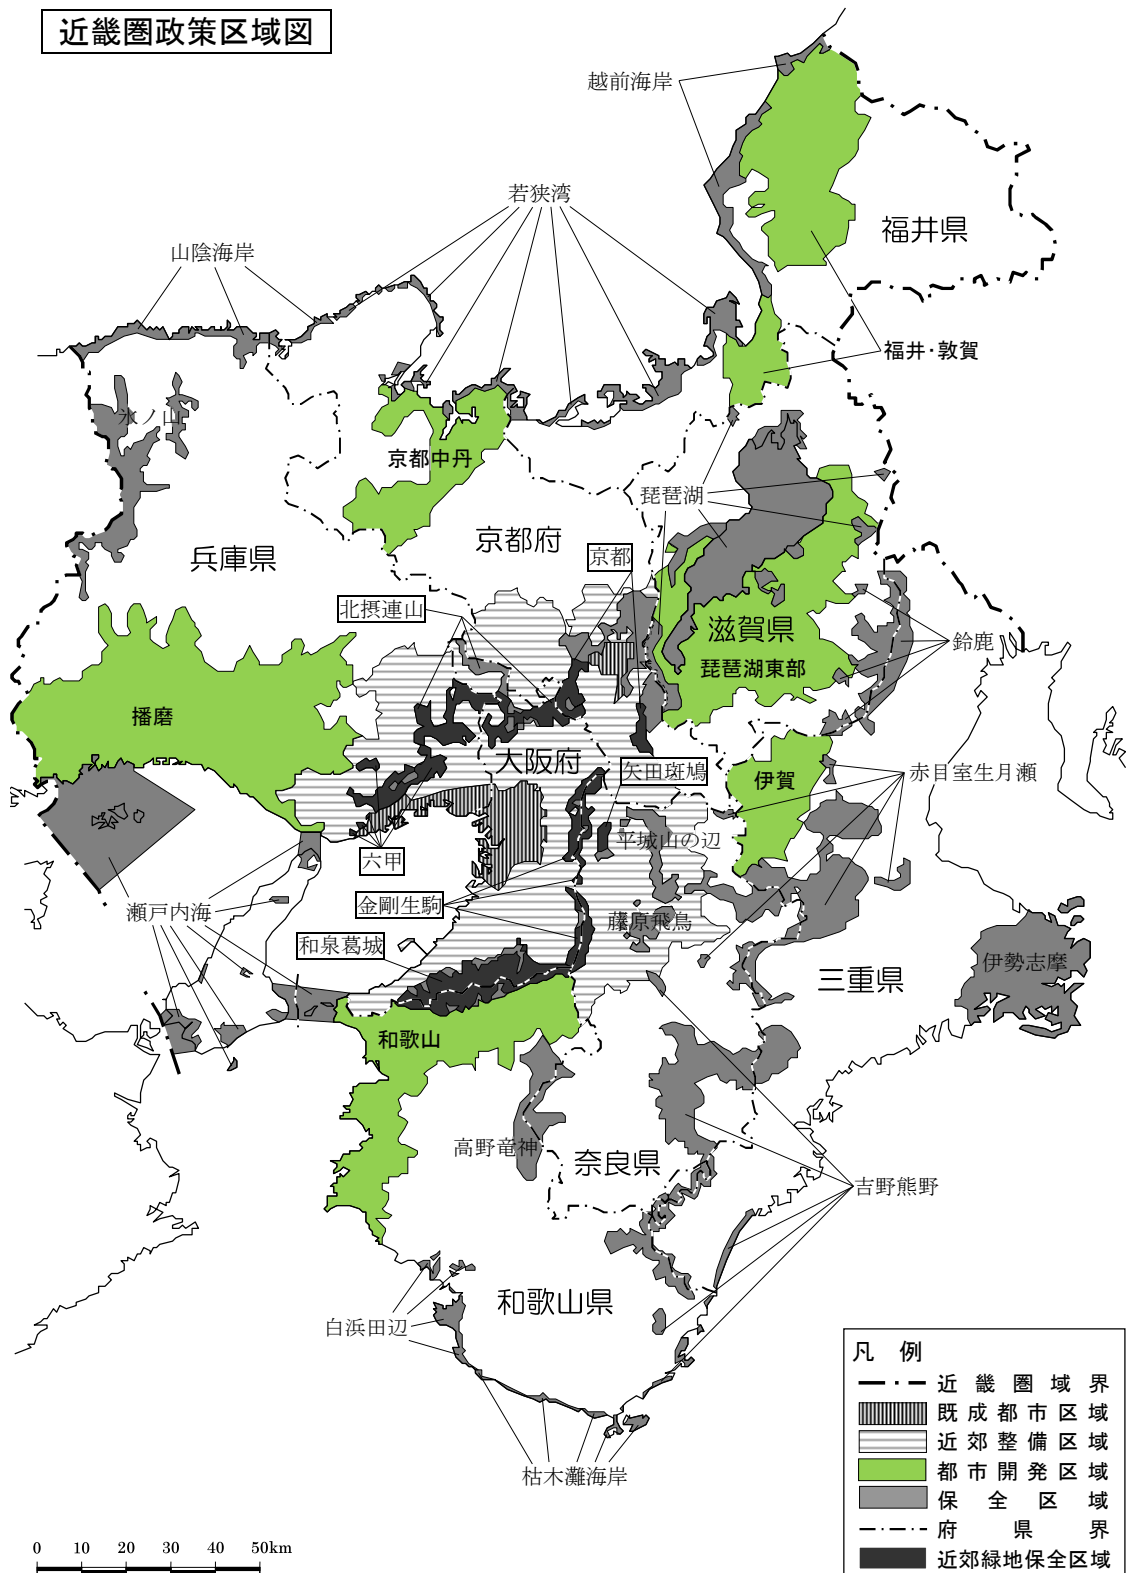 近畿圏政策区域図
越前海岸
若狭湾
福井県
山陰海岸
福井・敦賀
氷ノ山
京都中丹
琵琶湖
京都府
兵庫県
京都
北摂連山
滋賀県
鈴鹿
琵琶湖東部
播磨
大阪府
矢田斑鳩
伊賀
赤目室生月瀬
平城山の辺
六甲
金剛生駒
瀬戸内海
藤原飛鳥
和泉葛城
伊勢志摩
三重県
和歌山
高野竜神
奈良県
吉野熊野
和歌山県
白浜田辺
枯木灘海岸
凡 例
近畿圏域界
既成都市区域
近郊整備区域
都市開発区域
保全区域
府県界
近郊緑地保全区域
0 10 20 30 40 50km